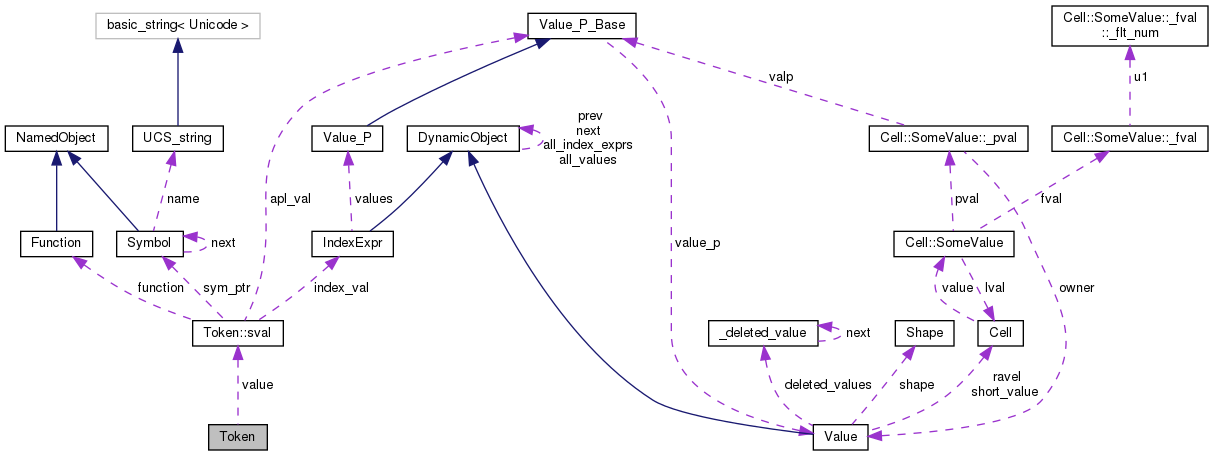 basic_string< Unicode >
Value_P_Base
Cell::SomeValue::_fval
::_flt_num
valp
u1
prev
next
all_index_exprs
all_values
NamedObject
UCS_string
Value_P
DynamicObject
Cell::SomeValue::_pval
Cell::SomeValue::_fval
name
apl_val
values
pval
fval
Function
Symbol
next
IndexExpr
value_p
Cell::SomeValue
function
sym_ptr
index_val
value
lval
owner
Token::sval
_deleted_value
next
Shape
Cell
value
deleted_values
shape
ravel
short_value
Token
Value